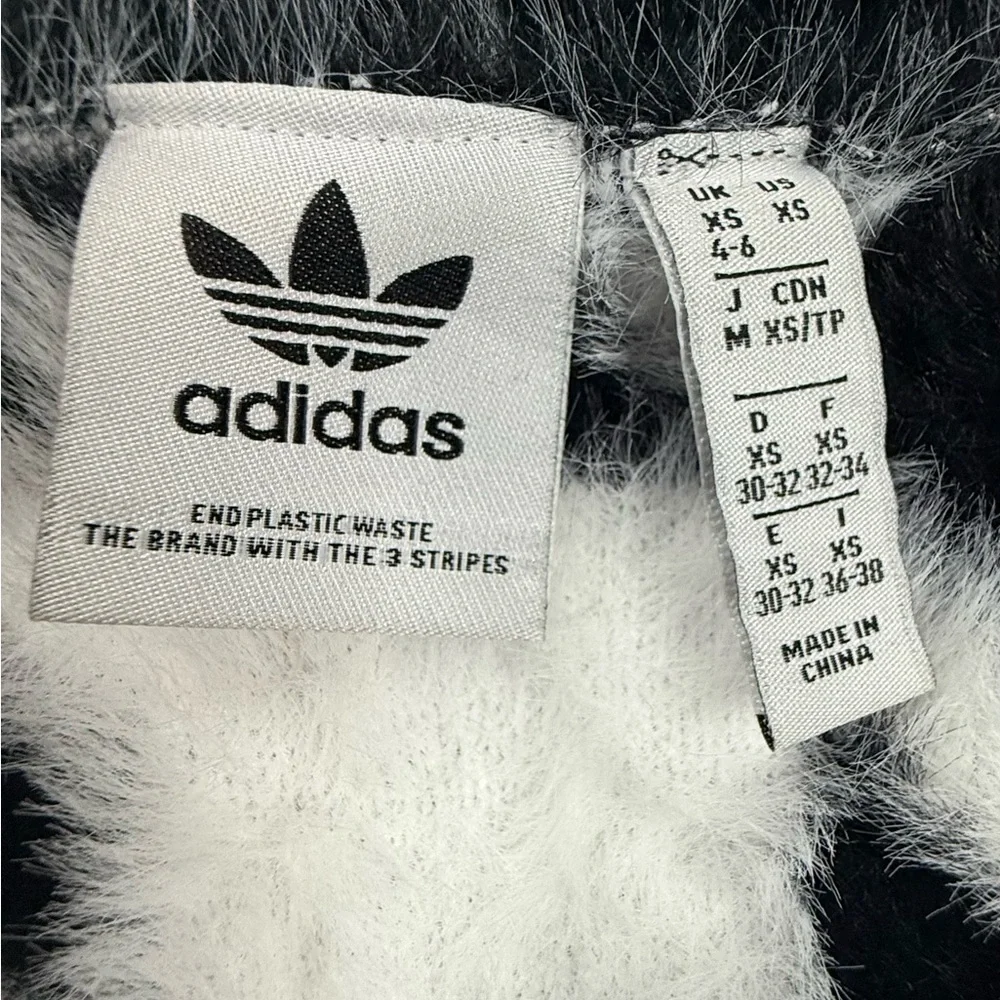 adidas
END PLASTIC WASTE
THE BRAND WITH THE 3 STRIPES
UK US
XS XS
4-6
J CDN
M XS/TP
D F
XS XS
30-32 32-34
E I
XS XS
30-32 36-38
MADE IN
CHINA